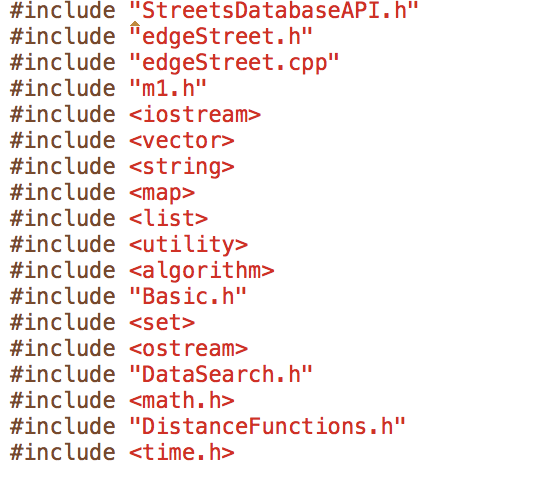 #include "StreetsDatabaseAPI.h"
#include "edgeStreet.h"
#include "edgeStreet.cpp"
#include "m1.h"
#include <iostream>
#include <vector>
#include <string>
#include <map>
#include <list>
#include <utility>
#include <algorithm>
#include "Basic.h"
#include <set>
#include <ostream>
#include "DataSearch.h"
#include <math.h>
#include "DistanceFunctions.h"
#include <time.h>